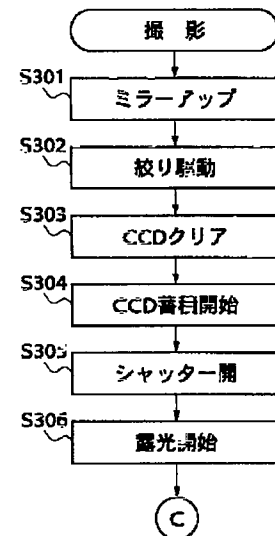 撮 影
S301
ミラーアップ
S302
絞り駆動
S303
CCDクリア
S304
CCD蓄積開始
S305
シャッター開
S306
露光開始
C